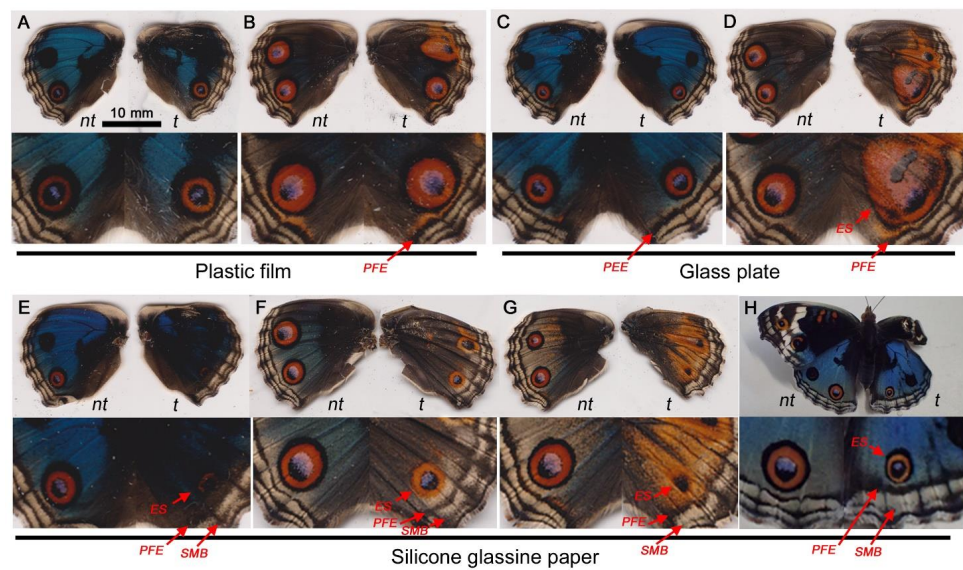 A B C D
10 mm
nt t nt t nt t nt t
ES
PFE PEE PFE
Plastic film Glass plate
E F G H
nt t nt t nt t nt t
ES ES ES ES
PFE SMB PFE SMB PFE SMB PFE SMB
Silicone glassine paper